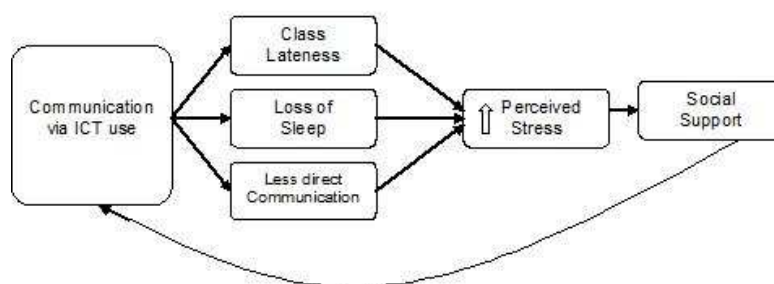 Communication
via ICT use
Class
Lateness
Loss of
Sleep
Less direct
Communication
⇧ Perceived
Stress
Social
Support